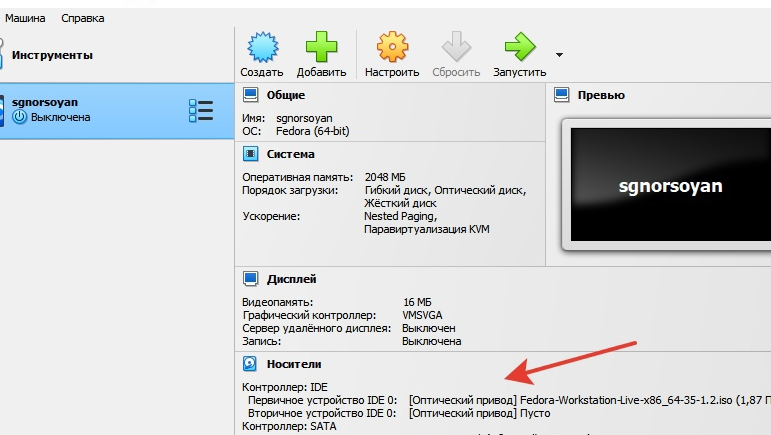 Машина Справка
Инструменты
Создать Добавить Настроить Сбросить Запустить
sgnorsoyan
Выключена
Общие
Имя: sgnorsoyan
ОС: Fedora (64-bit)
Система
Оперативная память: 2048 МБ
Порядок загрузки: Гибкий диск, Оптический диск,
Жёсткий диск
Ускорение: Nested Paging,
Паравиртуализация KVM
Превью
sgnorsoyan
Дисплей
Видеопамять: 16 МБ
Графический контроллер: VMSVGA
Сервер удалённого дисплея: Выключен
Запись: Выключена
Носители
Контроллер: IDE
Первичное устройство IDE 0: [Оптический привод] Fedora-Workstation-Live-x86_64-35-1.2.iso (1,87
Вторичное устройство IDE 0: [Оптический привод] Пусто
Контроллер: SATA